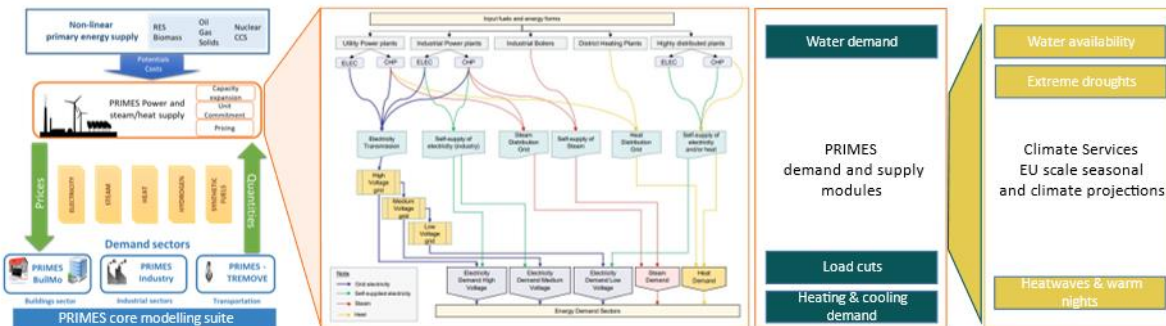 Non-linear
primary energy supply
RES
Biomass
Oil
Gas
Solids
Nuclear
CCS
Potentials
Costs
PRIMES Power and
steam/heat supply
Capacity
expansion
Unit
Commitment
Pricing
Prices
ELECTRICITY
STEAM
HEAT
HYDROGEN
SYNTHETIC
FUELS
Quantities
Demand sectors
PRIMES
BuiMo
PRIMES
Industry
PRIMES -
TREMOVE
Buildings sector
Industrial sectors
Transportation
PRIMES core modelling suite
Input fuels and energy forms
Utility Power plants
Industrial Power plants
Industrial Boilers
District Heating Plants
Highly distributed plants
ELEC
CHP
ELEC
CHP
ELEC
CHP
Electricity
Transmission
Self-supply of
electricity (industry)
Steam
Distribution
Grid
Self-supply of
Steam
Heat
Distribution
Grid
Self-supply of
electricity
and/or heat
High
Voltage
grid
Medium
Voltage
grid
Low
Voltage
grid
Note
Grid electricity
Self-supplied electricity
Steam
Heat
Electricity
Demand High
Voltage
Electricity
Demand Medium
Voltage
Electricity
Demand Low
Voltage
Steam
Demand
Heat
Demand
Energy Demand Sectors
Water demand
PRIMES
demand and supply
modules
Load cuts
Heating & cooling
demand
Water availability
Extreme droughts
Climate Services
EU scale seasonal
and climate projections
Heatwaves & warm
nights